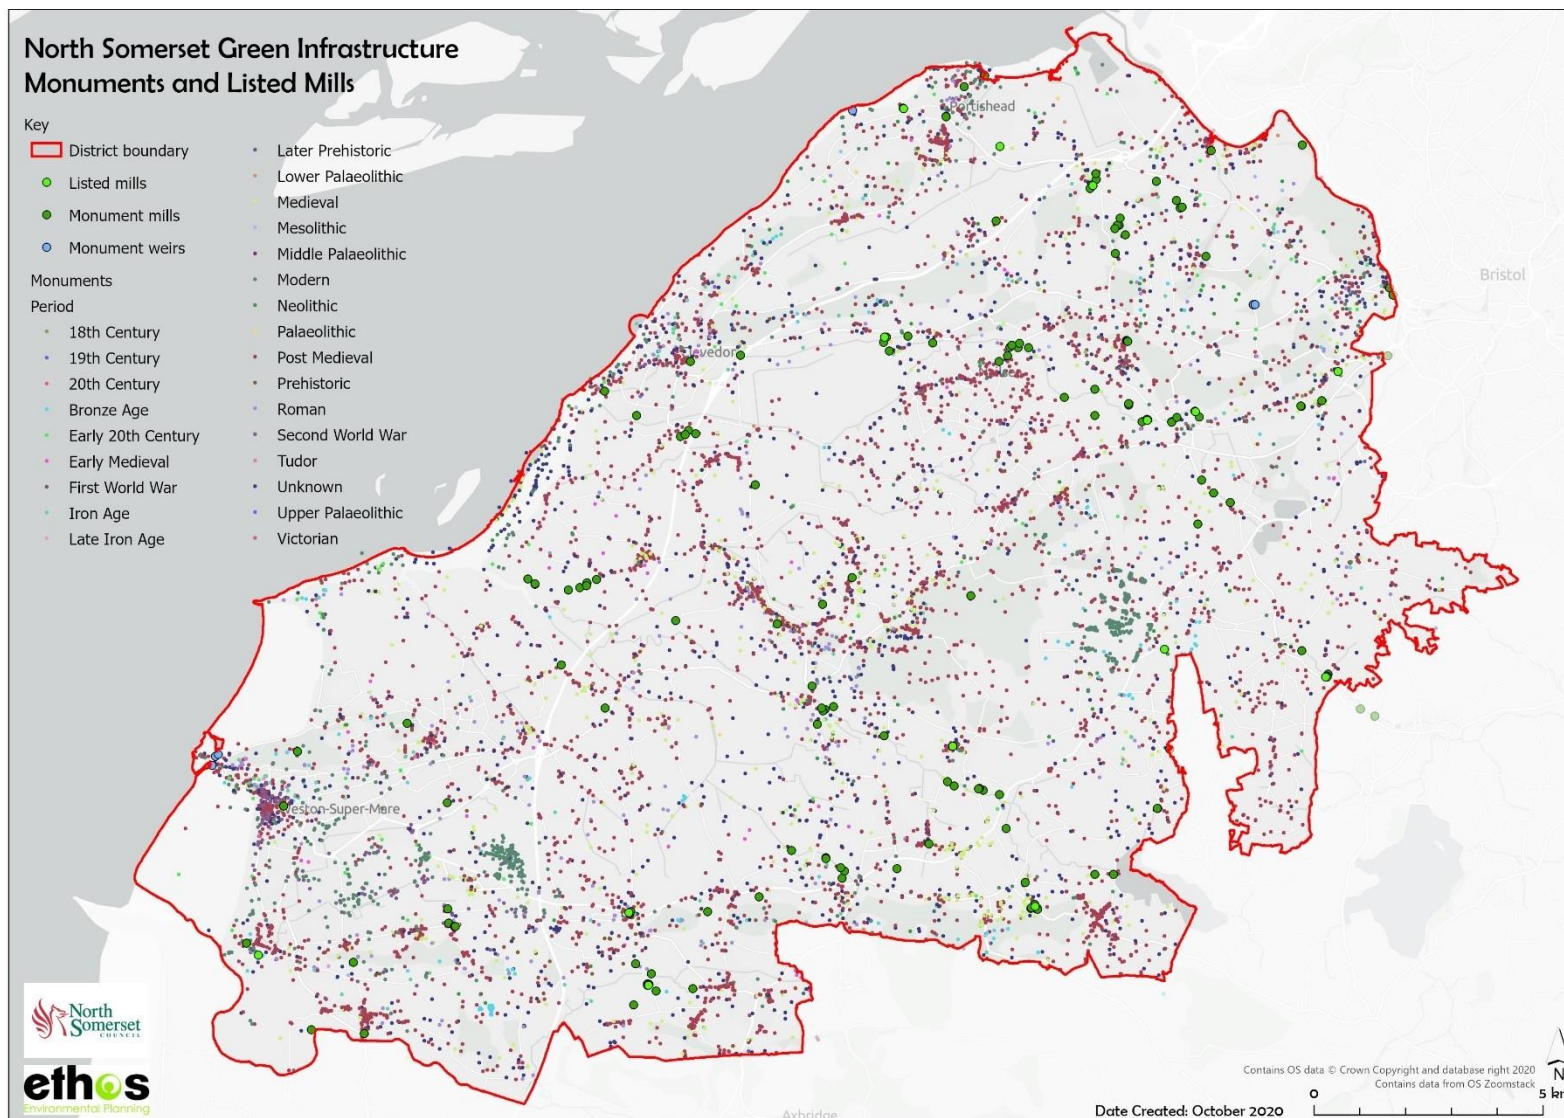 North Somerset Green Infrastructure
Monuments and Listed Mills
Key
District boundary
Listed mills
Monument mills
Monument weirs
Monuments
Period
18th Century
19th Century
20th Century
Bronze Age
Early 20th Century
Early Medieval
First World War
Iron Age
Late Iron Age
Later Prehistoric
Lower Palaeolithic
Medieval
Mesolithic
Middle Palaeolithic
Modern
Neolithic
Palaeolithic
Post Medieval
Prehistoric
Roman
Second World War
Tudor
Unknown
Upper Palaeolithic
Victorian
Portishead
Bristol
Weston-Super-Mare
Axbridge
North
Somerset
COUNCIL
ethos
Environmental Planning
Contains OS data © Crown Copyright and database right 2020
Contains data from OS Zoomstack
N
0
5 km
Date Created: October 2020